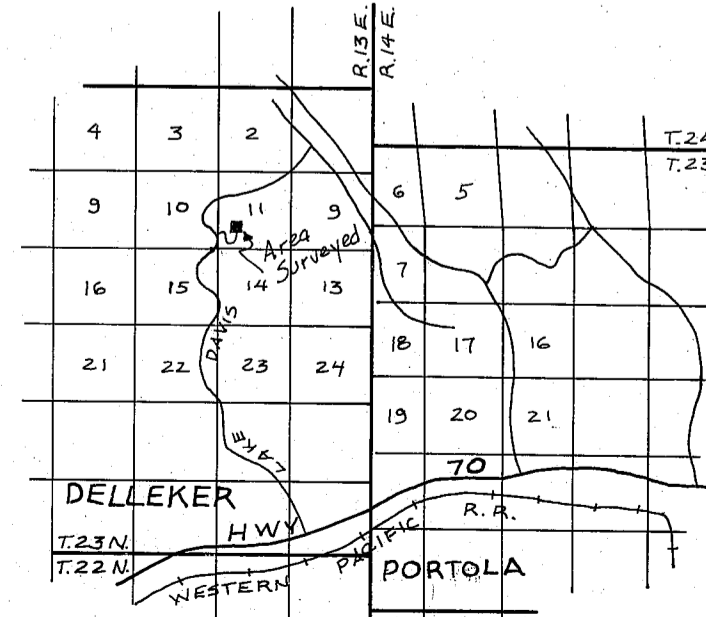 R.13 E.
R.14 E.
4 3 2
T.24
T.23
6 5
9 10 11 9
Area
Surveyed
7
16 15 14 13
DAVIS
18 17 16
21 22 23 24
19 20 21
LAKE
70
DELLEKER
HWY
R. R.
PACIFIC
T.23 N.
T.22 N.
WESTERN
PORTOLA